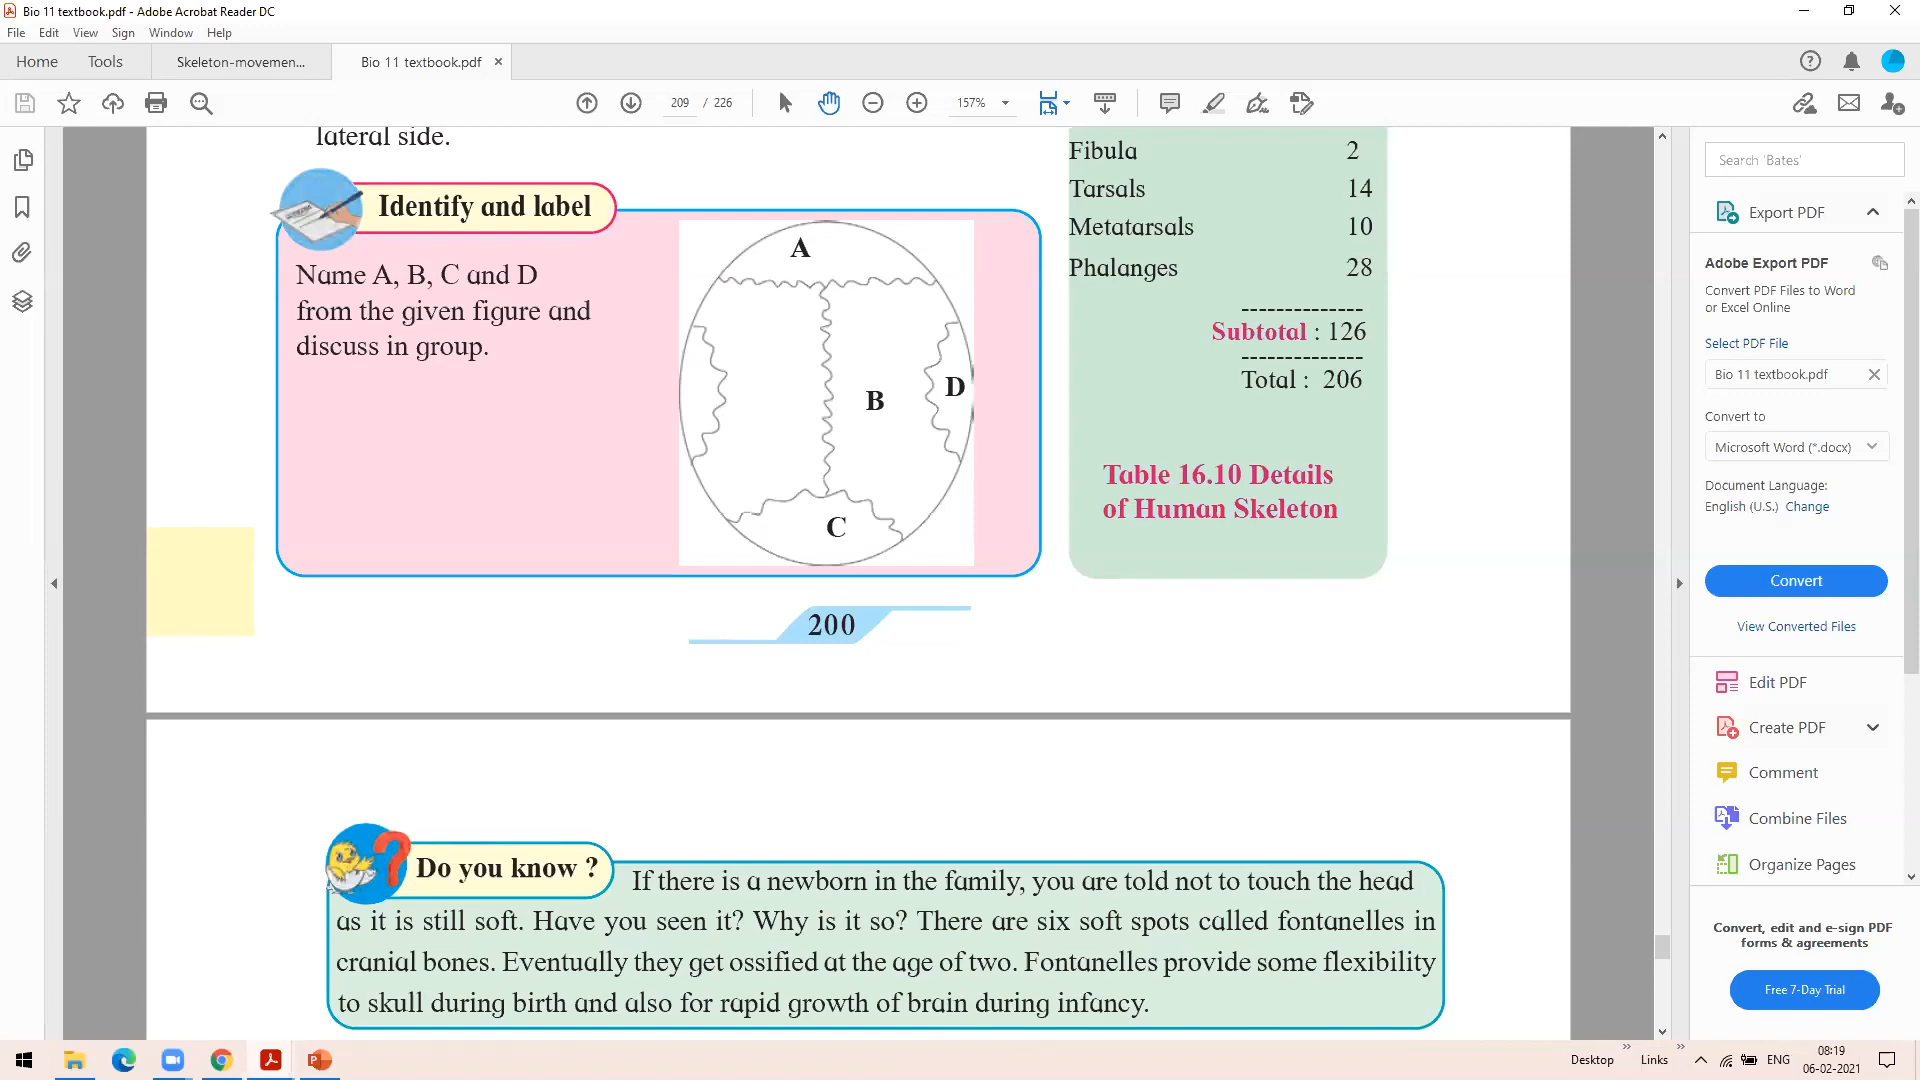 Bio 11 textbook.pdf - Adobe Acrobat Reader DC
File Edit View Sign Window Help
Home Tools Skeleton-movemen... Bio 11 textbook.pdf ×
209 / 226 157%
lateral side.
Identify and label
Name A, B, C and D
from the given figure and
discuss in group.
A
B
D
C
Fibula 2
Tarsals 14
Metatarsals 10
Phalanges 28
--------------
Subtotal : 126
--------------
Total : 206
Table 16.10 Details
of Human Skeleton
200
Do you know ?
If there is a newborn in the family, you are told not to touch the head
as it is still soft. Have you seen it? Why is it so? There are six soft spots called fontanelles in
cranial bones. Eventually they get ossified at the age of two. Fontanelles provide some flexibility
to skull during birth and also for rapid growth of brain during infancy.
Search 'Bates'
Export PDF
Adobe Export PDF
Convert PDF Files to Word
or Excel Online
Select PDF File
Bio 11 textbook.pdf
Convert to
Microsoft Word (*.docx)
Document Language:
English (U.S.) Change
Convert
View Converted Files
Edit PDF
Create PDF
Comment
Combine Files
Organize Pages
Convert, edit and e-sign PDF
forms & agreements
Free 7-Day Trial
Desktop » Links » ENG
08:19
06-02-2021